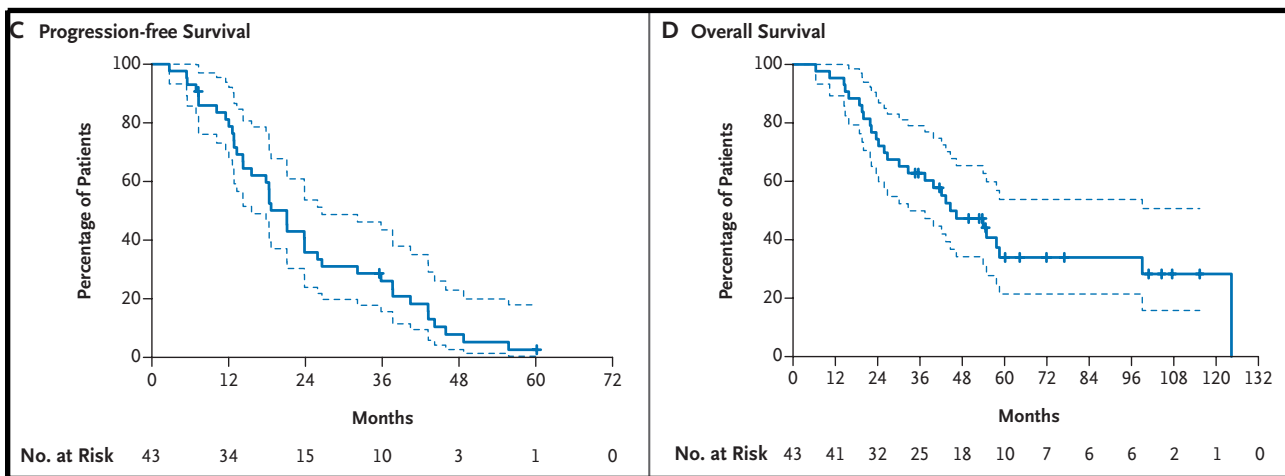 C Progression-free Survival
100
80
60
40
20
0
Percentage of Patients
0 12 24 36 48 60 72
Months
No. at Risk 43 34 15 10 3 1 0
D Overall Survival
100
80
60
40
20
0
Percentage of Patients
0 12 24 36 48 60 72 84 96 108 120 132
Months
No. at Risk 43 41 32 25 18 10 7 6 6 2 1 0